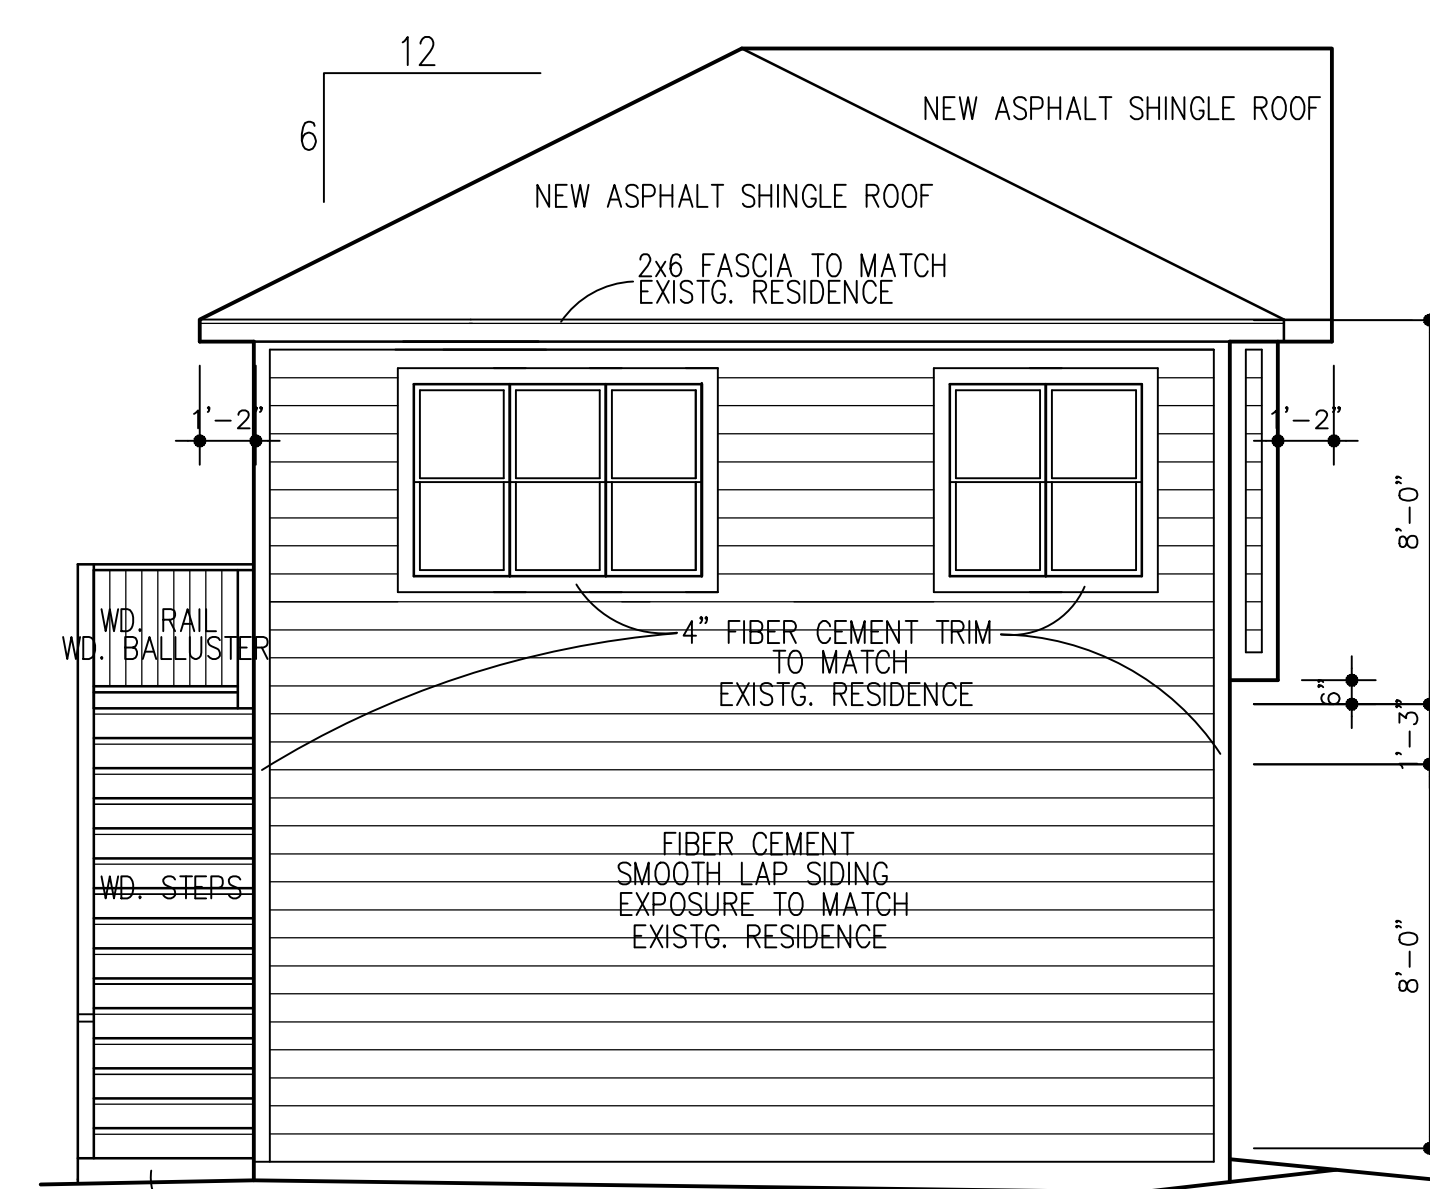 12
6
NEW ASPHALT SHINGLE ROOF
NEW ASPHALT SHINGLE ROOF
2x6 FASCIA TO MATCH
EXISTG. RESIDENCE
1'-2"
1'-2"
8'-0"
WD. RAIL
WD. BALLUSTER
4" FIBER CEMENT TRIM
TO MATCH
EXISTG. RESIDENCE
6"
1'-3"
FIBER CEMENT
SMOOTH LAP SIDING
EXPOSURE TO MATCH
EXISTG. RESIDENCE
WD. STEPS
8'-0"